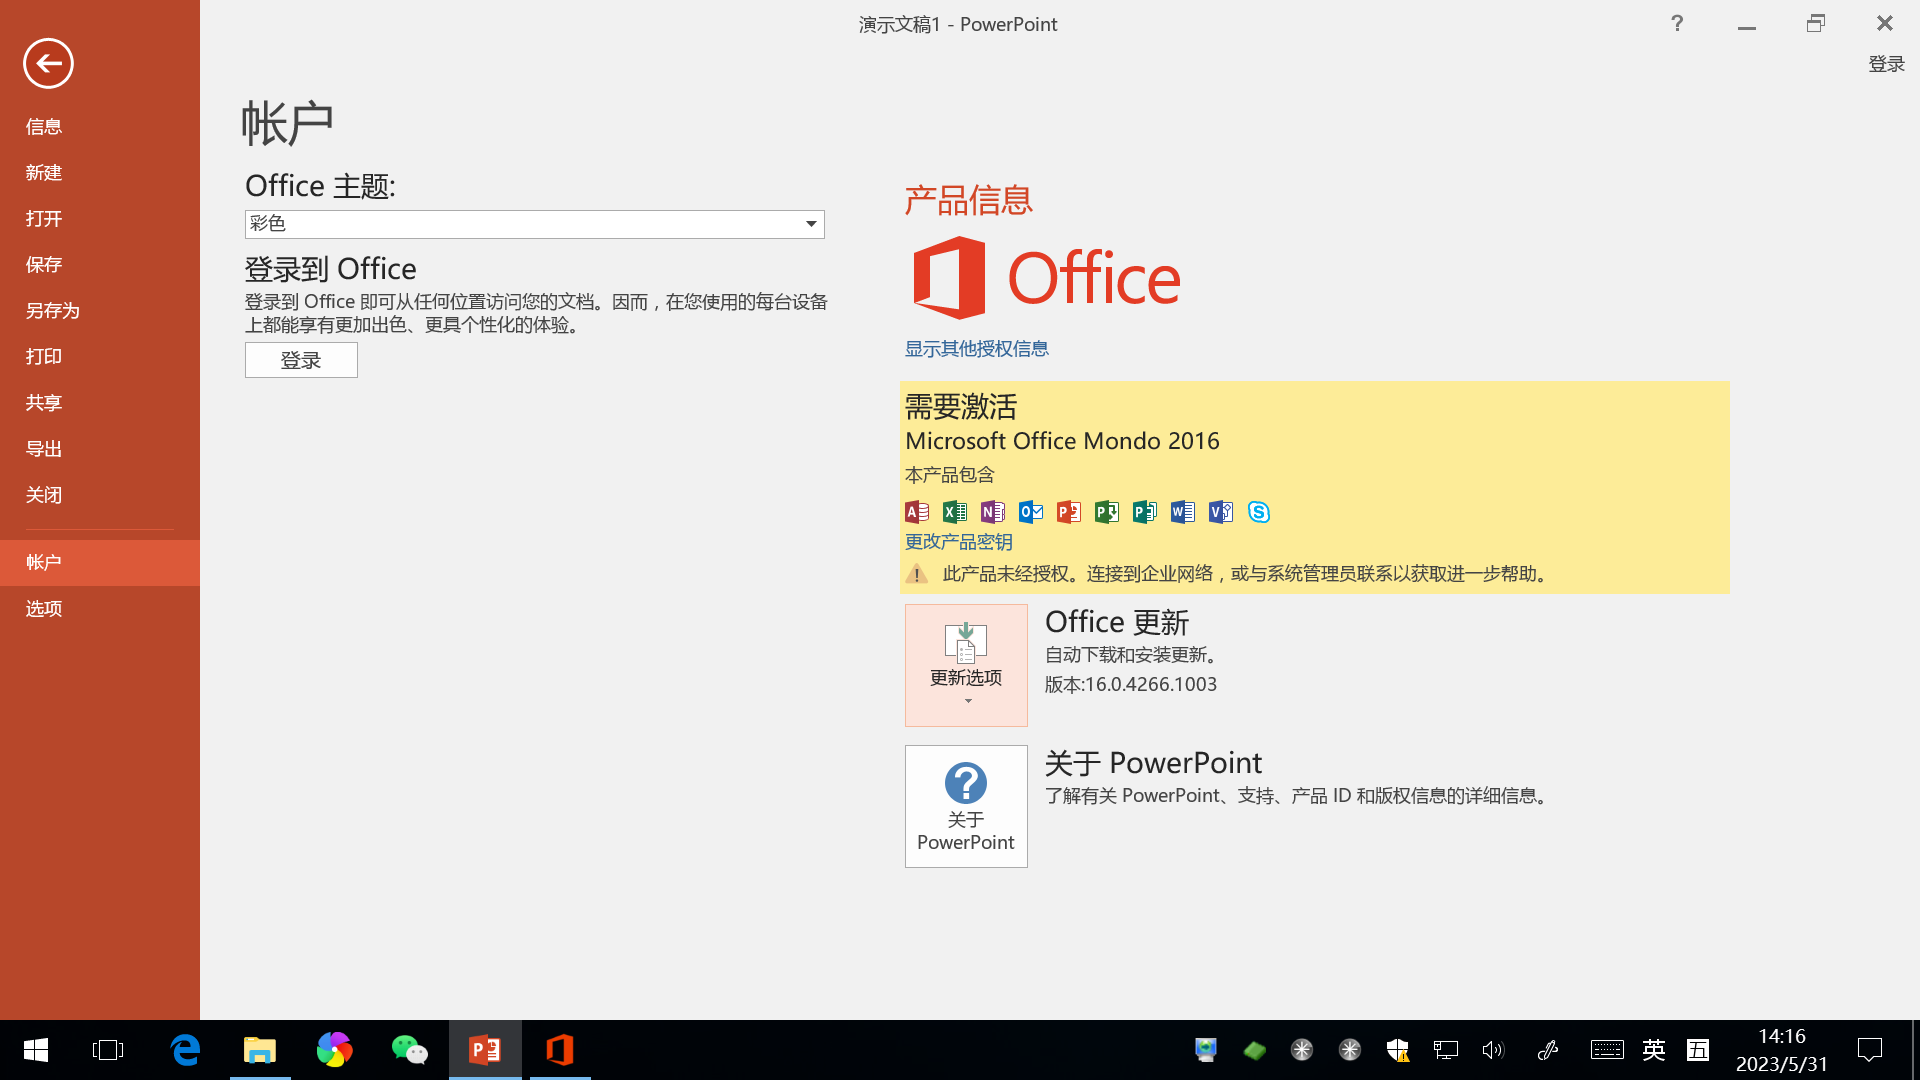 演示文稿1 - PowerPoint
?
登录
信息
新建
打开
保存
另存为
打印
共享
导出
关闭
帐户
选项
帐户
Office 主题:
彩色
登录到 Office
登录到 Office 即可从任何位置访问您的文档。因而，在您使用的每台设备
上都能享有更加出色、更具个性化的体验。
登录
产品信息
Office
显示其他授权信息
需要激活
Microsoft Office Mondo 2016
本产品包含
更改产品密钥
此产品未经授权。连接到企业网络，或与系统管理员联系以获取进一步帮助。
更新选项
Office 更新
自动下载和安装更新。
版本:16.0.4266.1003
关于
PowerPoint
关于 PowerPoint
了解有关 PowerPoint、支持、产品 ID 和版权信息的详细信息。
英
五
14:16
2023/5/31